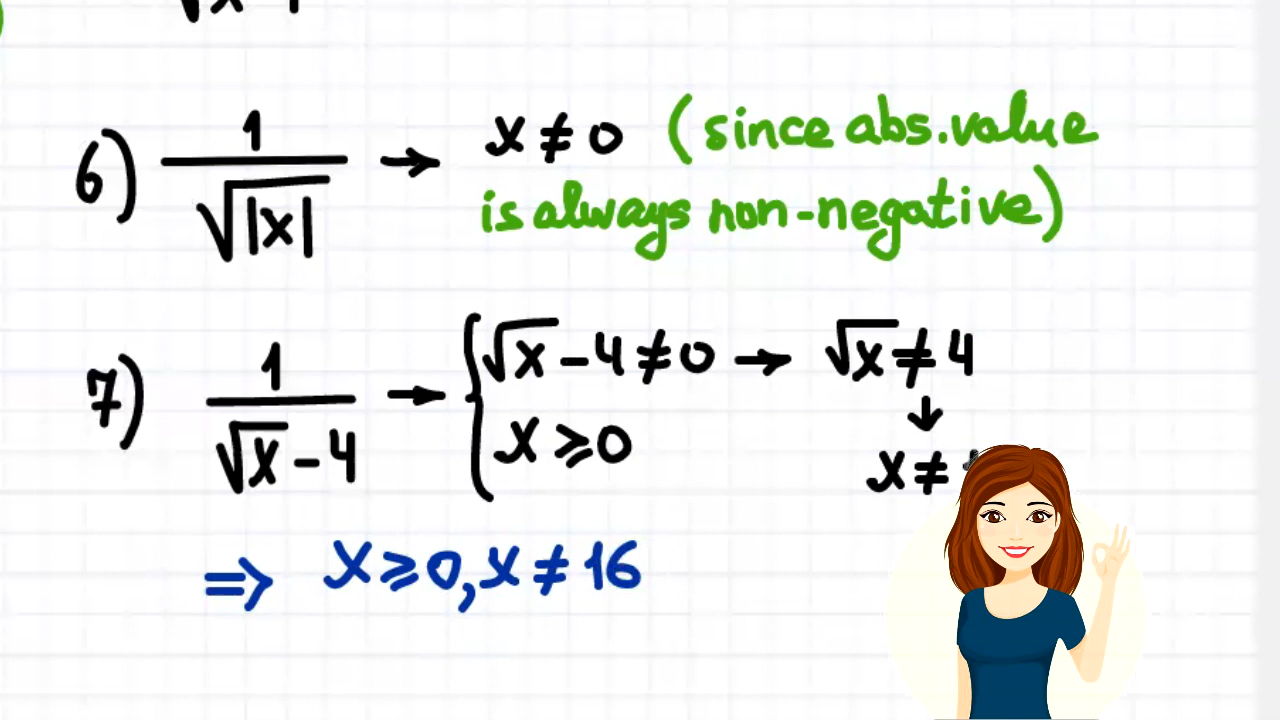 6) 1/√|x| → x ≠ 0 (since abs.value
is always non-negative)
7) 1/(√x - 4) → { √x - 4 ≠ 0 → √x ≠ 4
x ⩾ 0
↓
x ≠
⇒ x ⩾ 0, x ≠ 16